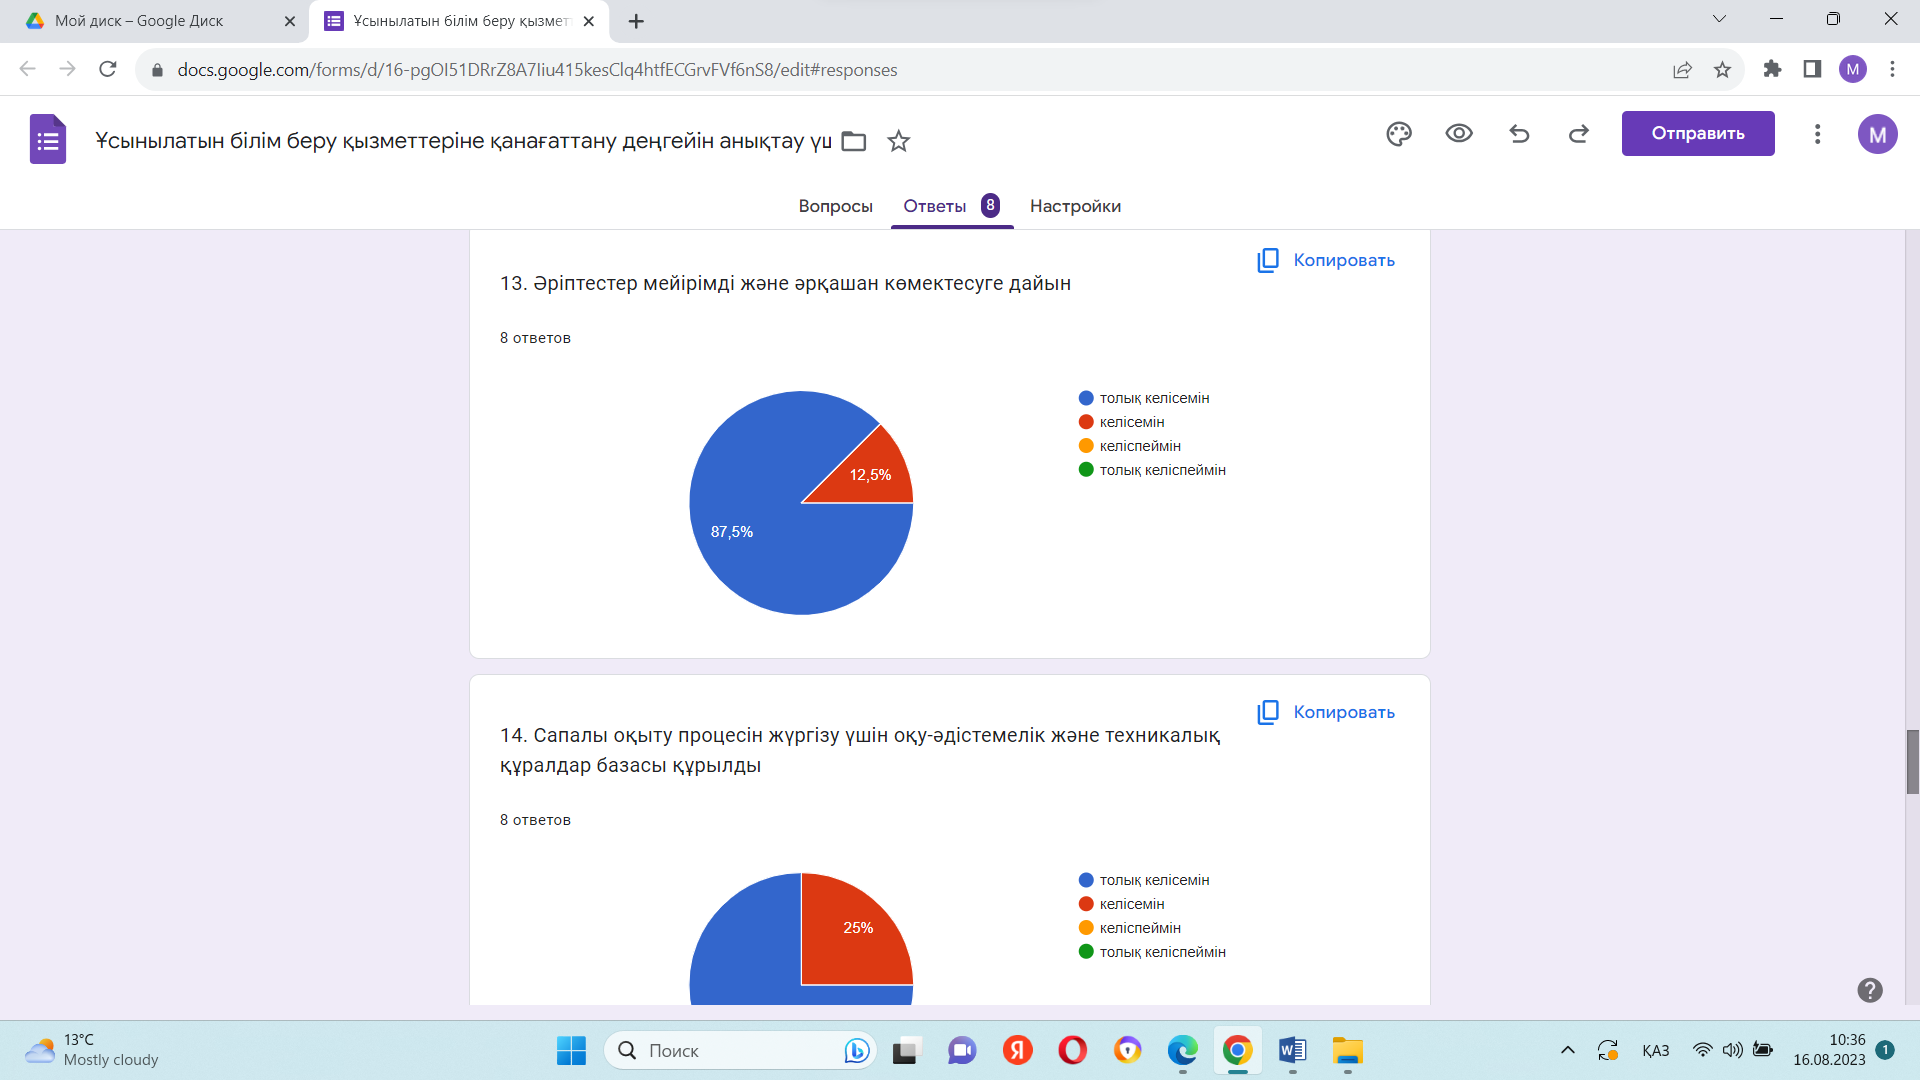 Мой диск – Google Диск
Ұсынылатын білім беру қызметт
docs.google.com/forms/d/16-pgOI51DRrZ8A7Iiu415kesClq4htfECGrvFVf6nS8/edit#responses
M
Ұсынылатын білім беру қызметтеріне қанағаттану деңгейін анықтау үш
Отправить
M
Вопросы
Ответы 8
Настройки
Копировать
13. Әріптестер мейірімді және әрқашан көмектесуге дайын
8 ответов
толық келісемін
келісемін
келіспеймін
толық келіспеймін
12,5%
87,5%
Копировать
14. Сапалы оқыту процесін жүргізу үшін оқу-әдістемелік және техникалық
құралдар базасы құрылды
8 ответов
толық келісемін
келісемін
келіспеймін
толық келіспеймін
25%
13°C
Mostly cloudy
Поиск
ҚАЗ
10:36
16.08.2023
1